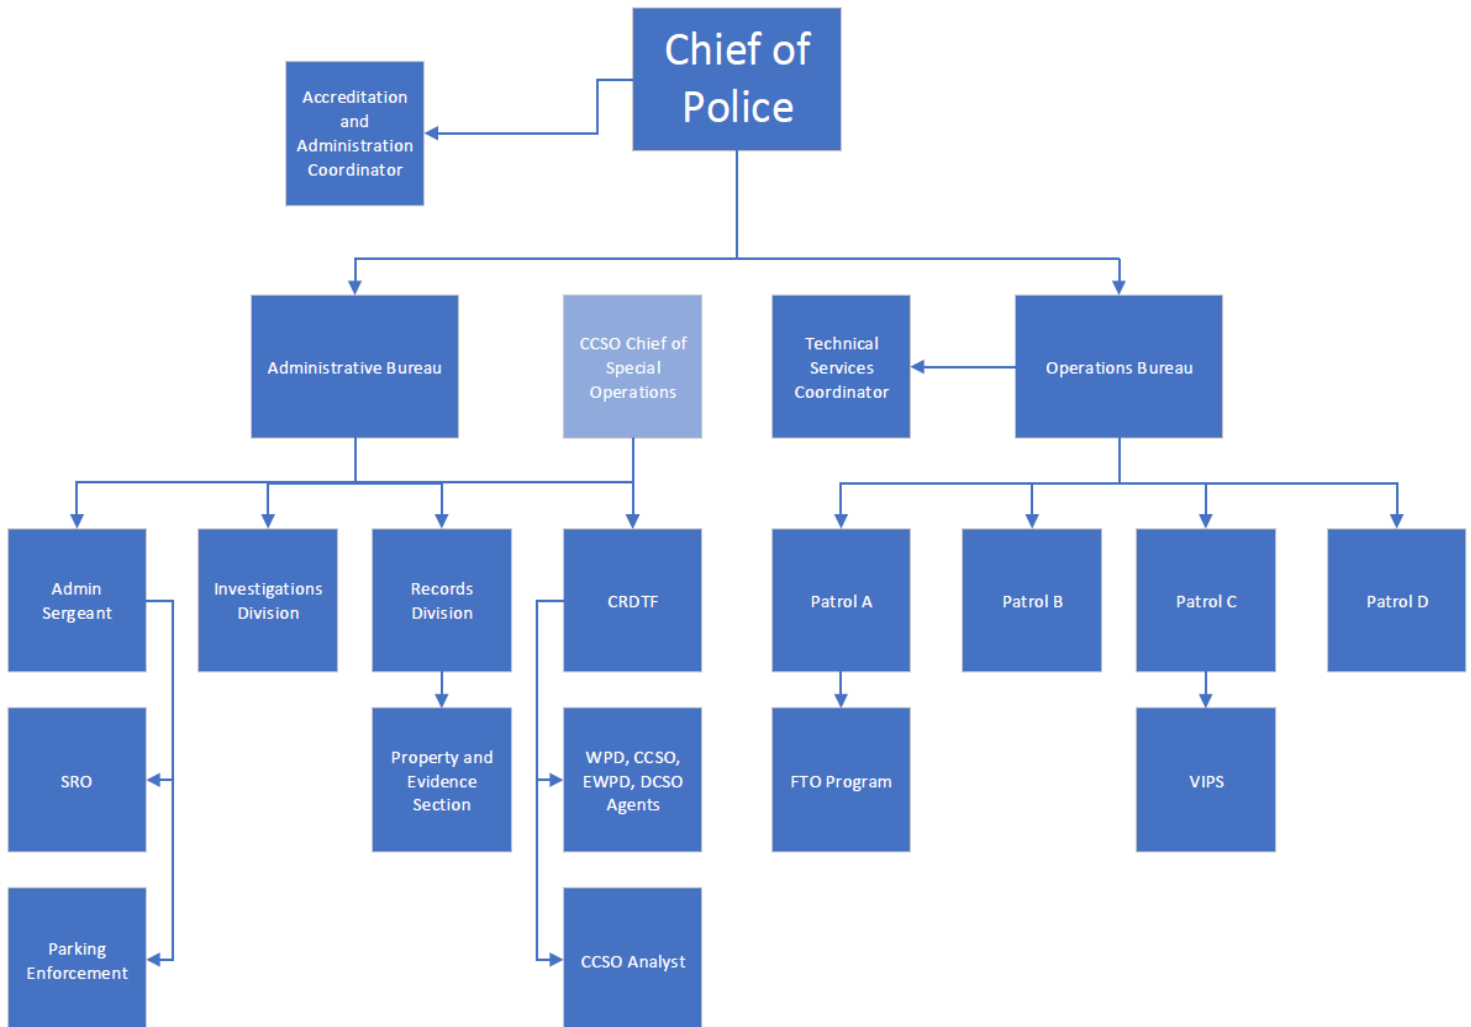 Chief of
Police
Accreditation
and
Administration
Coordinator
Administrative Bureau
CCSO Chief of
Special
Operations
Technical
Services
Coordinator
Operations Bureau
Admin
Sergeant
Investigations
Division
Records
Division
CRDTF
Patrol A
Patrol B
Patrol C
Patrol D
SRO
Property and
Evidence
Section
WPD, CCSO,
EWPD, DCSO
Agents
FTO Program
VIPS
Parking
Enforcement
CCSO Analyst